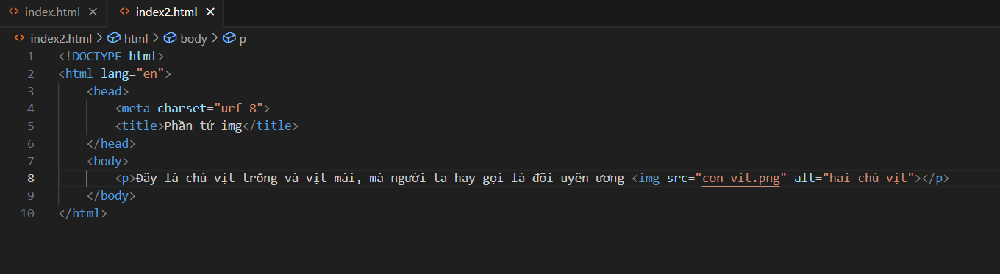 index.html index2.html
index2.html > html > body > p
1 <!DOCTYPE html>
2 <html lang="en">
3 <head>
4 <meta charset="urf-8">
5 <title>Phần tử img</title>
6 </head>
7 <body>
8 <p>Đây là chú vịt trống và vịt mái, mà người ta hay gọi là đôi uyên-ương <img src="con-vit.png" alt="hai chú vịt"></p>
9 </body>
10 </html>